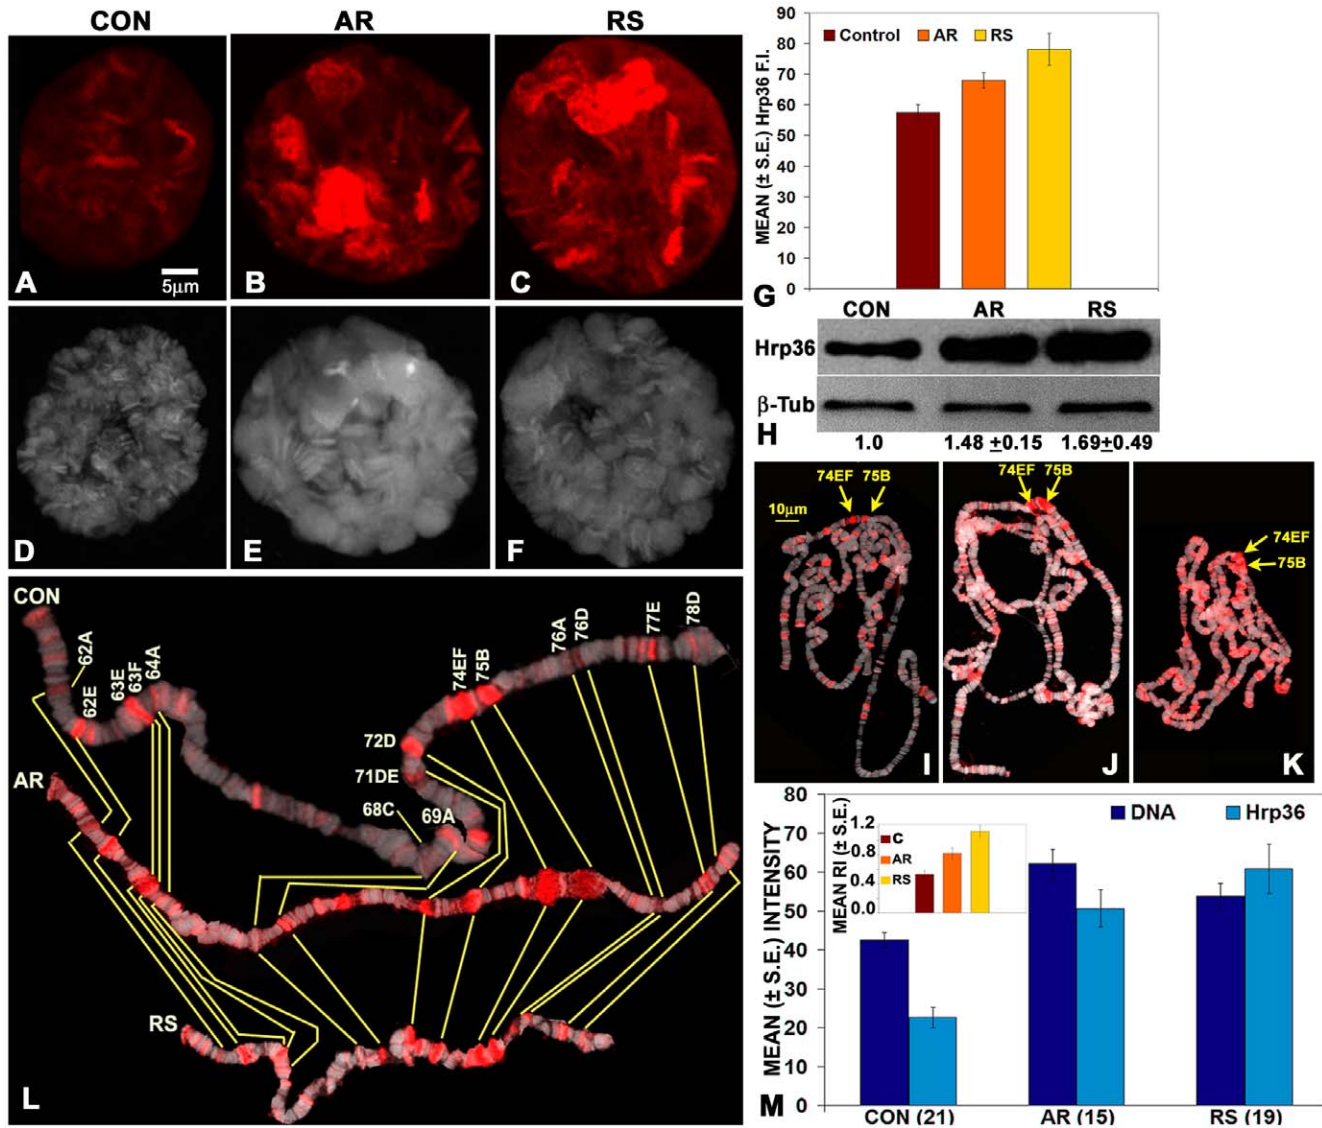 CON AR RS
A
5µm
B
C
D
E
F
MEAN (± S.E.) Hrp36 F.I.
90
80
70
60
50
40
30
20
10
0
Control AR RS
G
CON AR RS
Hrp36
β-Tub
H
1.0 1.48 ±0.15 1.69±0.49
74EF 75B
10µm
I
74EF 75B
J
74EF
75B
K
CON
62A
62E
63E
63F
64A
68C
69A
71DE
72D
74EF
75B
76A
76D
77E
78D
AR
RS
L
MEAN (± S.E.) INTENSITY
80
70
60
50
40
30
20
10
0
DNA Hrp36
MEAN RI (± S.E.)
1.2
0.8
0.4
0.0
C
AR
RS
M
CON (21) AR (15) RS (19)